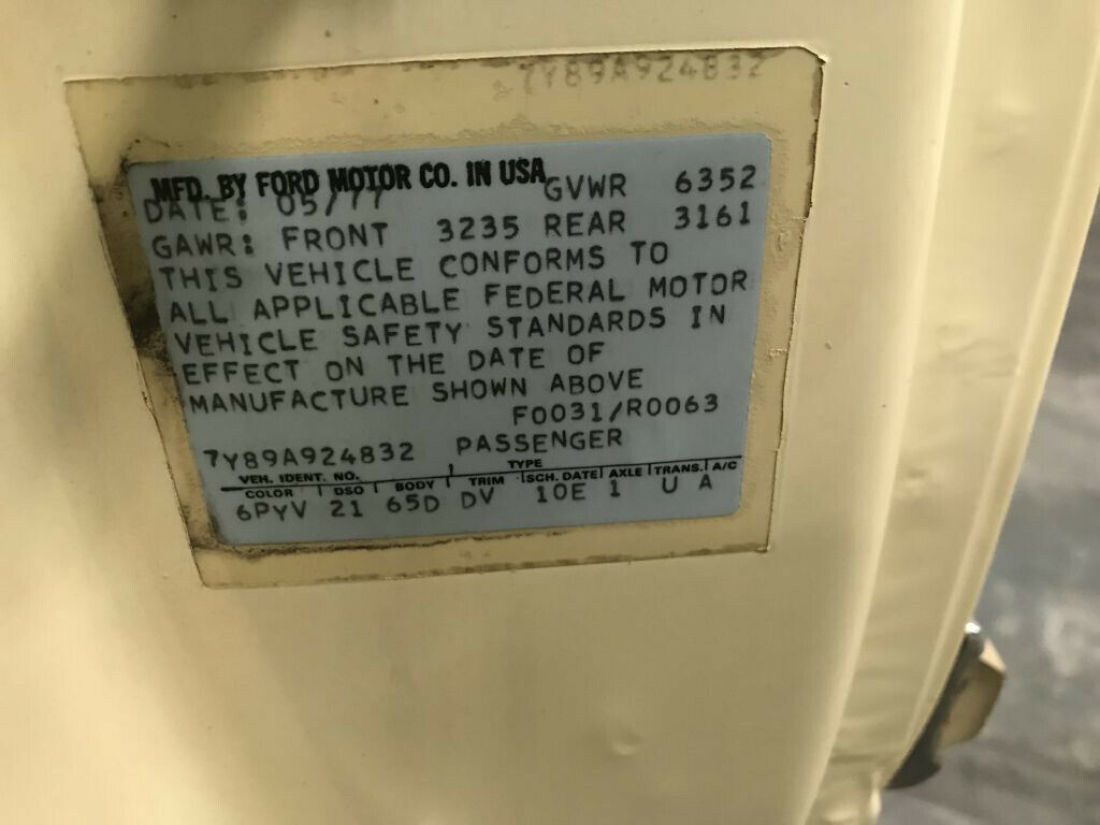 7Y89A924832
MFD. BY FORD MOTOR CO. IN USA
DATE: 05/77 GVWR 6352
GAWR: FRONT 3235 REAR 3161
THIS VEHICLE CONFORMS TO
ALL APPLICABLE FEDERAL MOTOR
VEHICLE SAFETY STANDARDS IN
EFFECT ON THE DATE OF
MANUFACTURE SHOWN ABOVE
F0031/R0063
7Y89A924832 PASSENGER
VEH. IDENT. NO. TYPE
COLOR DSO BODY TRIM SCH. DATE AXLE TRANS. A/C
6PYV 21 65D DV 10E 1 U A